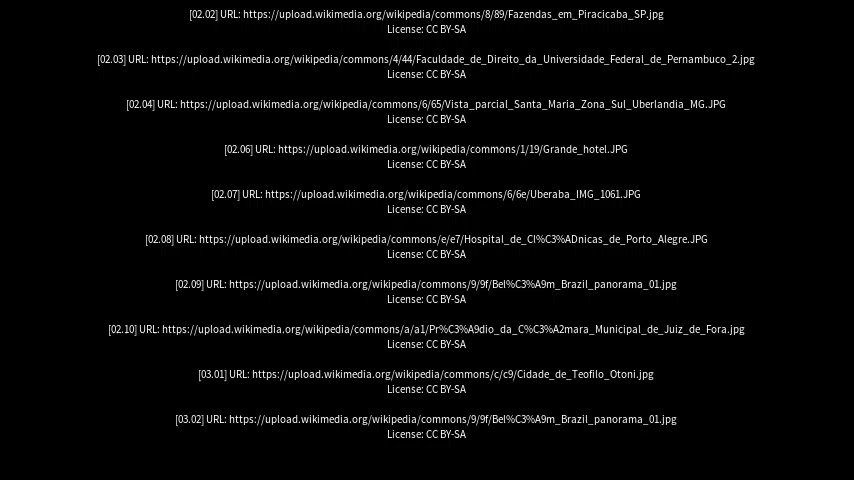 [02.02] URL: https://upload.wikimedia.org/wikipedia/commons/8/89/Fazendas_em_Piracicaba_SP.jpg
License: CC BY-SA
[02.03] URL: https://upload.wikimedia.org/wikipedia/commons/4/44/Faculdade_de_Direito_da_Universidade_Federal_de_Pernambuco_2.jpg
License: CC BY-SA
[02.04] URL: https://upload.wikimedia.org/wikipedia/commons/6/65/Vista_parcial_Santa_Maria_Zona_Sul_Uberlandia_MG.JPG
License: CC BY-SA
[02.06] URL: https://upload.wikimedia.org/wikipedia/commons/1/19/Grande_hotel.JPG
License: CC BY-SA
[02.07] URL: https://upload.wikimedia.org/wikipedia/commons/6/6e/Uberaba_IMG_1061.JPG
License: CC BY-SA
[02.08] URL: https://upload.wikimedia.org/wikipedia/commons/e/e7/Hospital_de_Cl%C3%ADnicas_de_Porto_Alegre.JPG
License: CC BY-SA
[02.09] URL: https://upload.wikimedia.org/wikipedia/commons/9/9f/Bel%C3%A9m_Brazil_panorama_01.jpg
License: CC BY-SA
[02.10] URL: https://upload.wikimedia.org/wikipedia/commons/a/a1/Pr%C3%A9dio_da_C%C3%A2mara_Municipal_de_Juiz_de_Fora.jpg
License: CC BY-SA
[03.01] URL: https://upload.wikimedia.org/wikipedia/commons/c/c9/Cidade_de_Teofilo_Otoni.jpg
License: CC BY-SA
[03.02] URL: https://upload.wikimedia.org/wikipedia/commons/9/9f/Bel%C3%A9m_Brazil_panorama_01.jpg
License: CC BY-SA